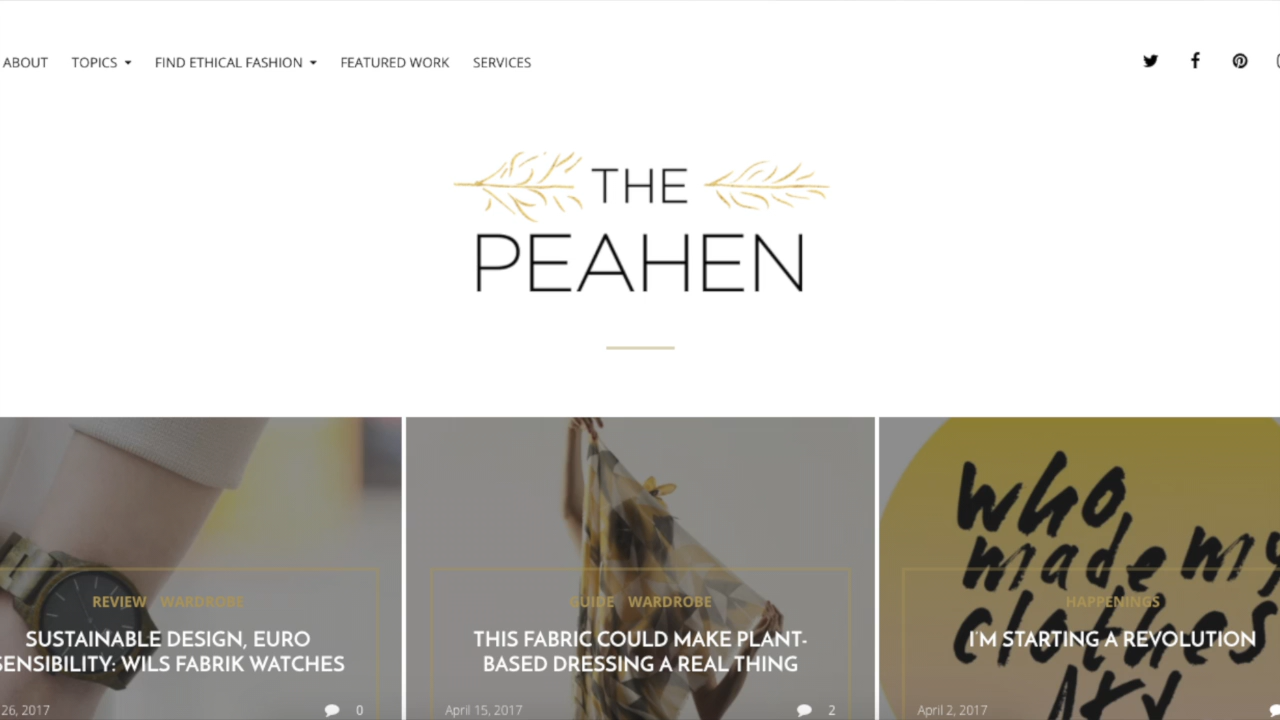 ABOUT TOPICS FIND ETHICAL FASHION FEATURED WORK SERVICES
THE
PEAHEN
REVIEW WARDROBE
SUSTAINABLE DESIGN, EURO
SENSIBILITY: WILS FABRIK WATCHES
26, 2017 0
GUIDE WARDROBE
THIS FABRIC COULD MAKE PLANT-
BASED DRESSING A REAL THING
April 15, 2017 2
who
made my
clothes
HAPPENINGS
I'M STARTING A REVOLUTION
April 2, 2017